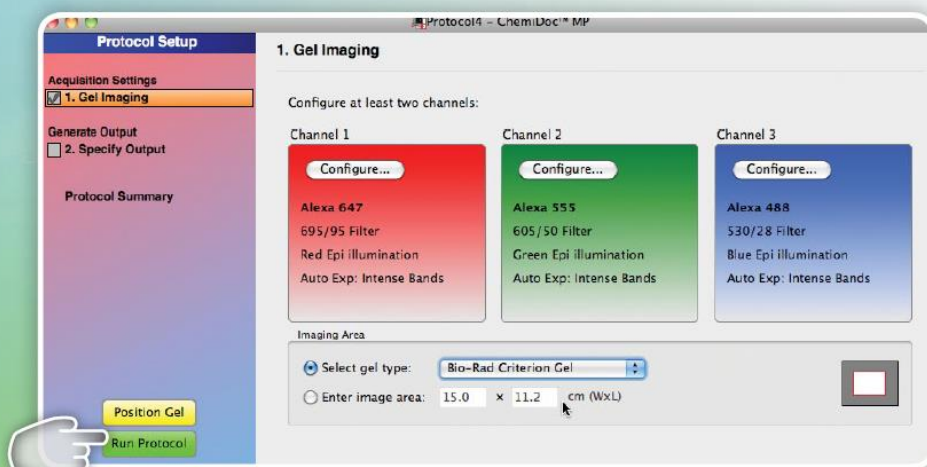 Protocol4 – ChemiDoc™ MP
Protocol Setup
Acquisition Settings
1. Gel Imaging
Generate Output
2. Specify Output
Protocol Summary
Position Gel
Run Protocol
1. Gel Imaging
Configure at least two channels:
Channel 1
Configure...
Alexa 647
695/95 Filter
Red Epi illumination
Auto Exp: Intense Bands
Channel 2
Configure...
Alexa 555
605/50 Filter
Green Epi illumination
Auto Exp: Intense Bands
Channel 3
Configure...
Alexa 488
530/28 Filter
Blue Epi illumination
Auto Exp: Intense Bands
Imaging Area
Select gel type: Bio-Rad Criterion Gel
Enter image area: 15.0 × 11.2 cm (WxL)